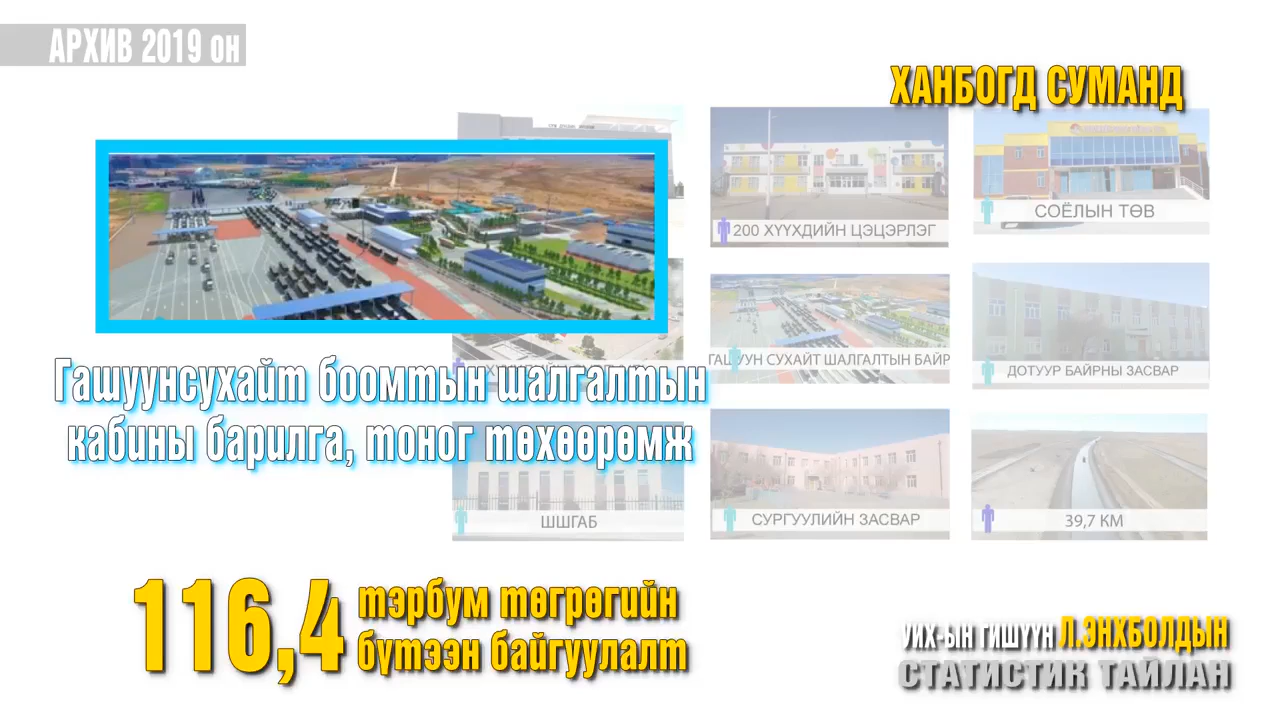 АРХИВ 2019 он
ХАНБОГД СУМАНД
200 ХҮҮХДИЙН ЦЭЦЭРЛЭГ
СОЁЛЫН ТӨВ
ГАШУУН СУХАЙТ ШАЛГАЛТЫН БАЙР
ДОТУУР БАЙРНЫ ЗАСВАР
Гашуунсухайт боомтын шалгалтын
кабины барилга, тоног төхөөрөмж
ШШГАБ
СУРГУУЛИЙН ЗАСВАР
39,7 КМ
116,4 тэрбум төгрөгийн
бүтээн байгуулалт
УИХ-ЫН ГИШҮҮН Л.ЭНХБОЛДЫН
СТАТИСТИК ТАЙЛАН